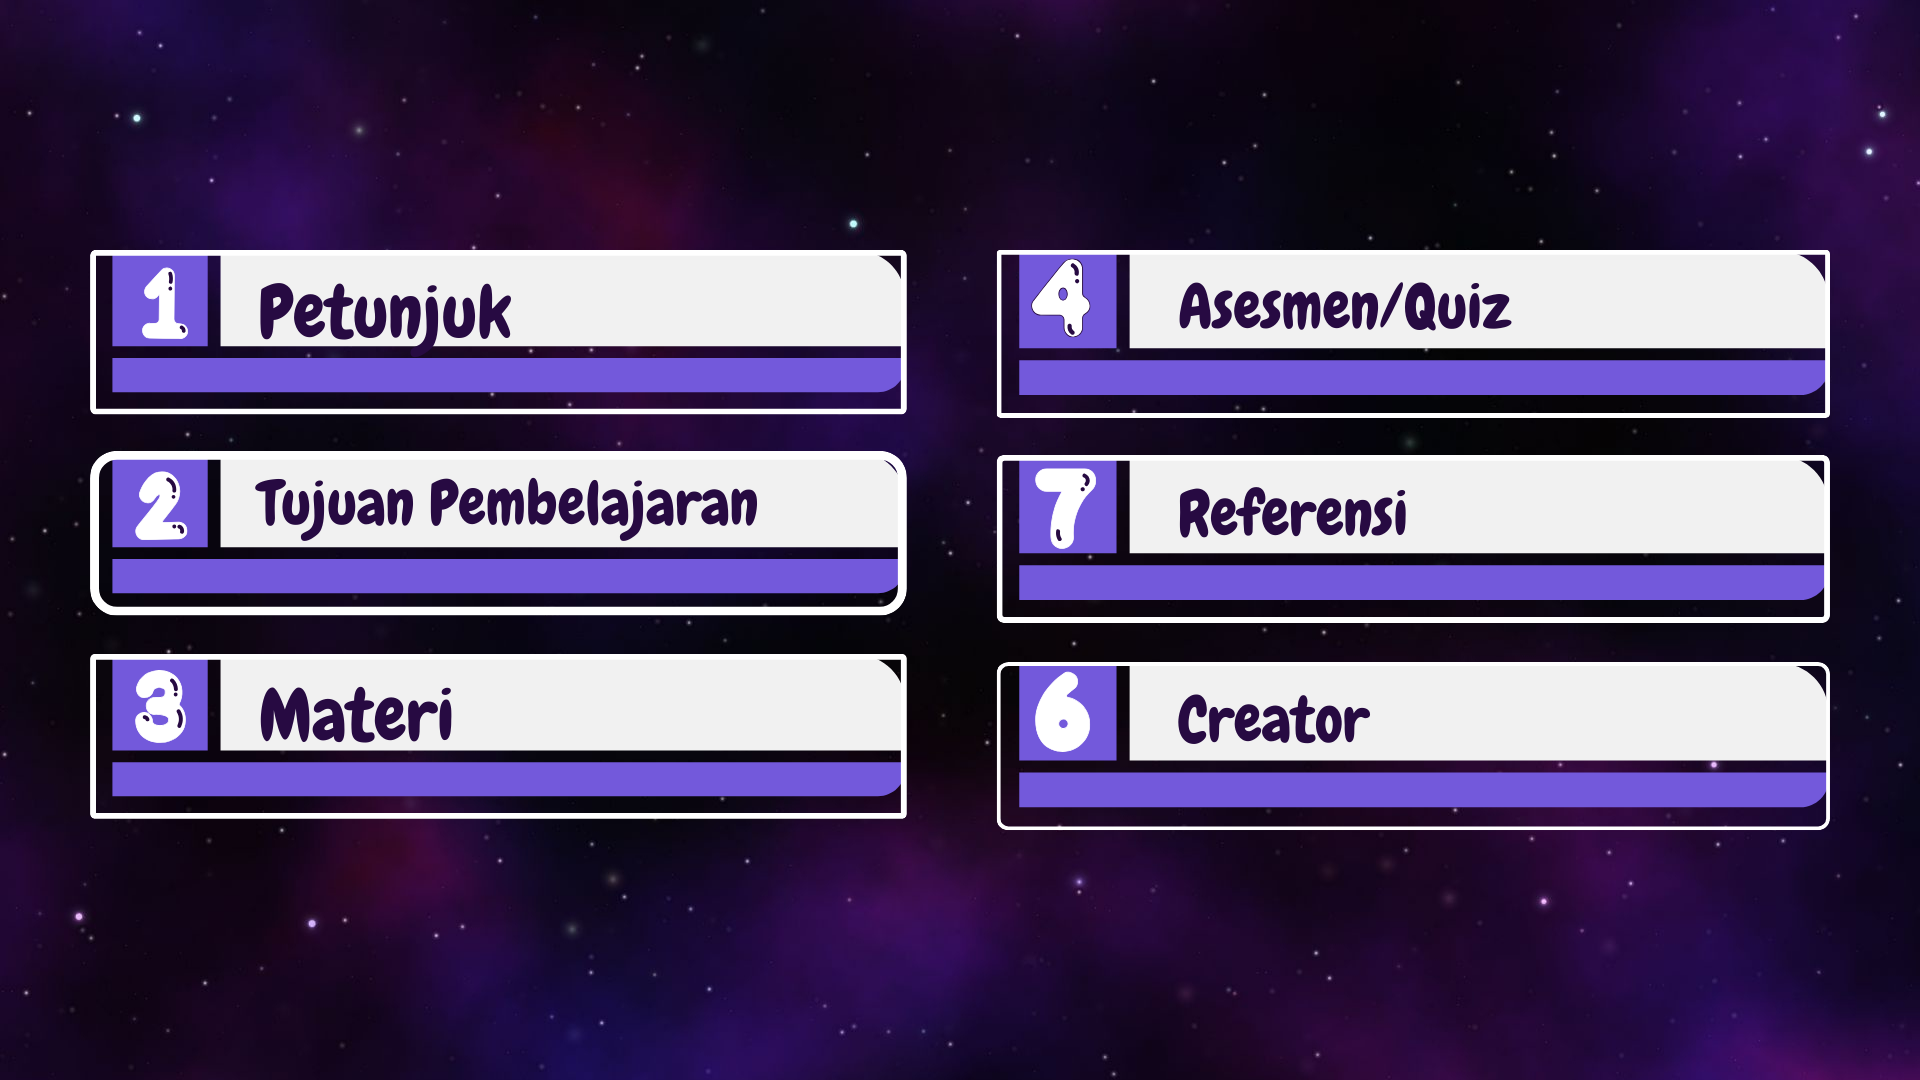 1 Petunjuk
2 Tujuan Pembelajaran
3 Materi
4 Asesmen/Quiz
7 Referensi
6 Creator